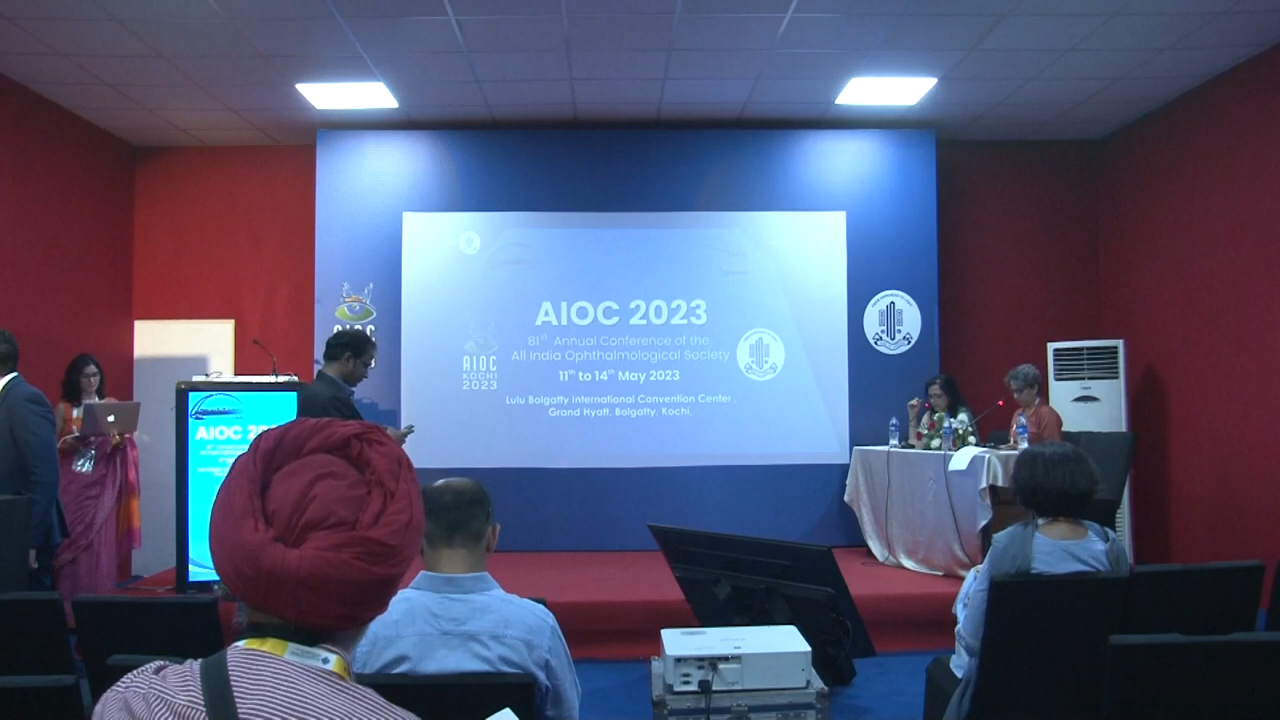 AIOC 2023
81st Annual Conference of the
All India Ophthalmological Society
11th to 14th May 2023
Lulu Bolgatty International Convention Center,
Grand Hyatt, Bolgatty, Kochi,
AIOC
KOCHI
2023
AIOC
AIOC 2